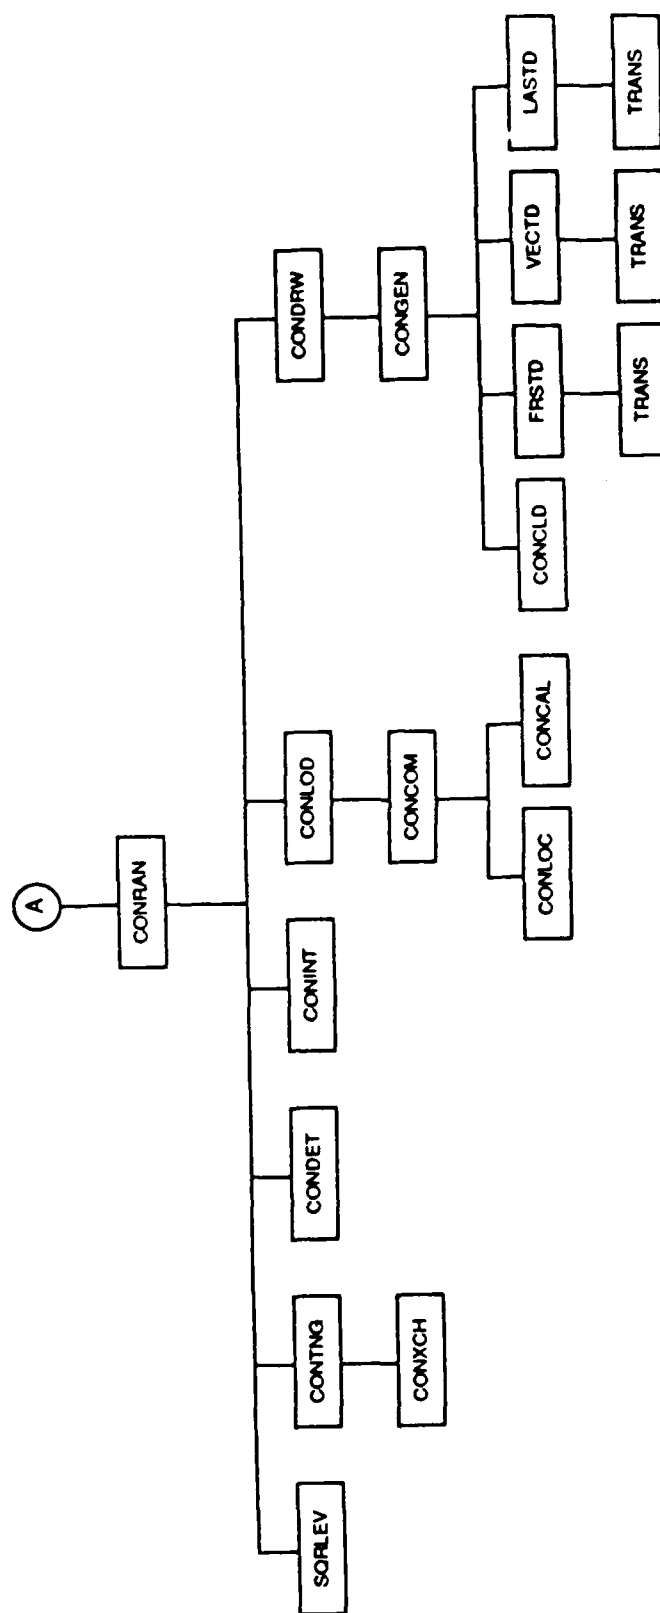 A
CONRAN
SQRLEV
CONTNG
CONDET
CONINT
CONLOD
CONDRW
CONXCH
CONCOM
CONGEN
CONLOC
CONCAL
CONCLD
FRSTD
VECTD
LASTD
TRANS
TRANS
TRANS